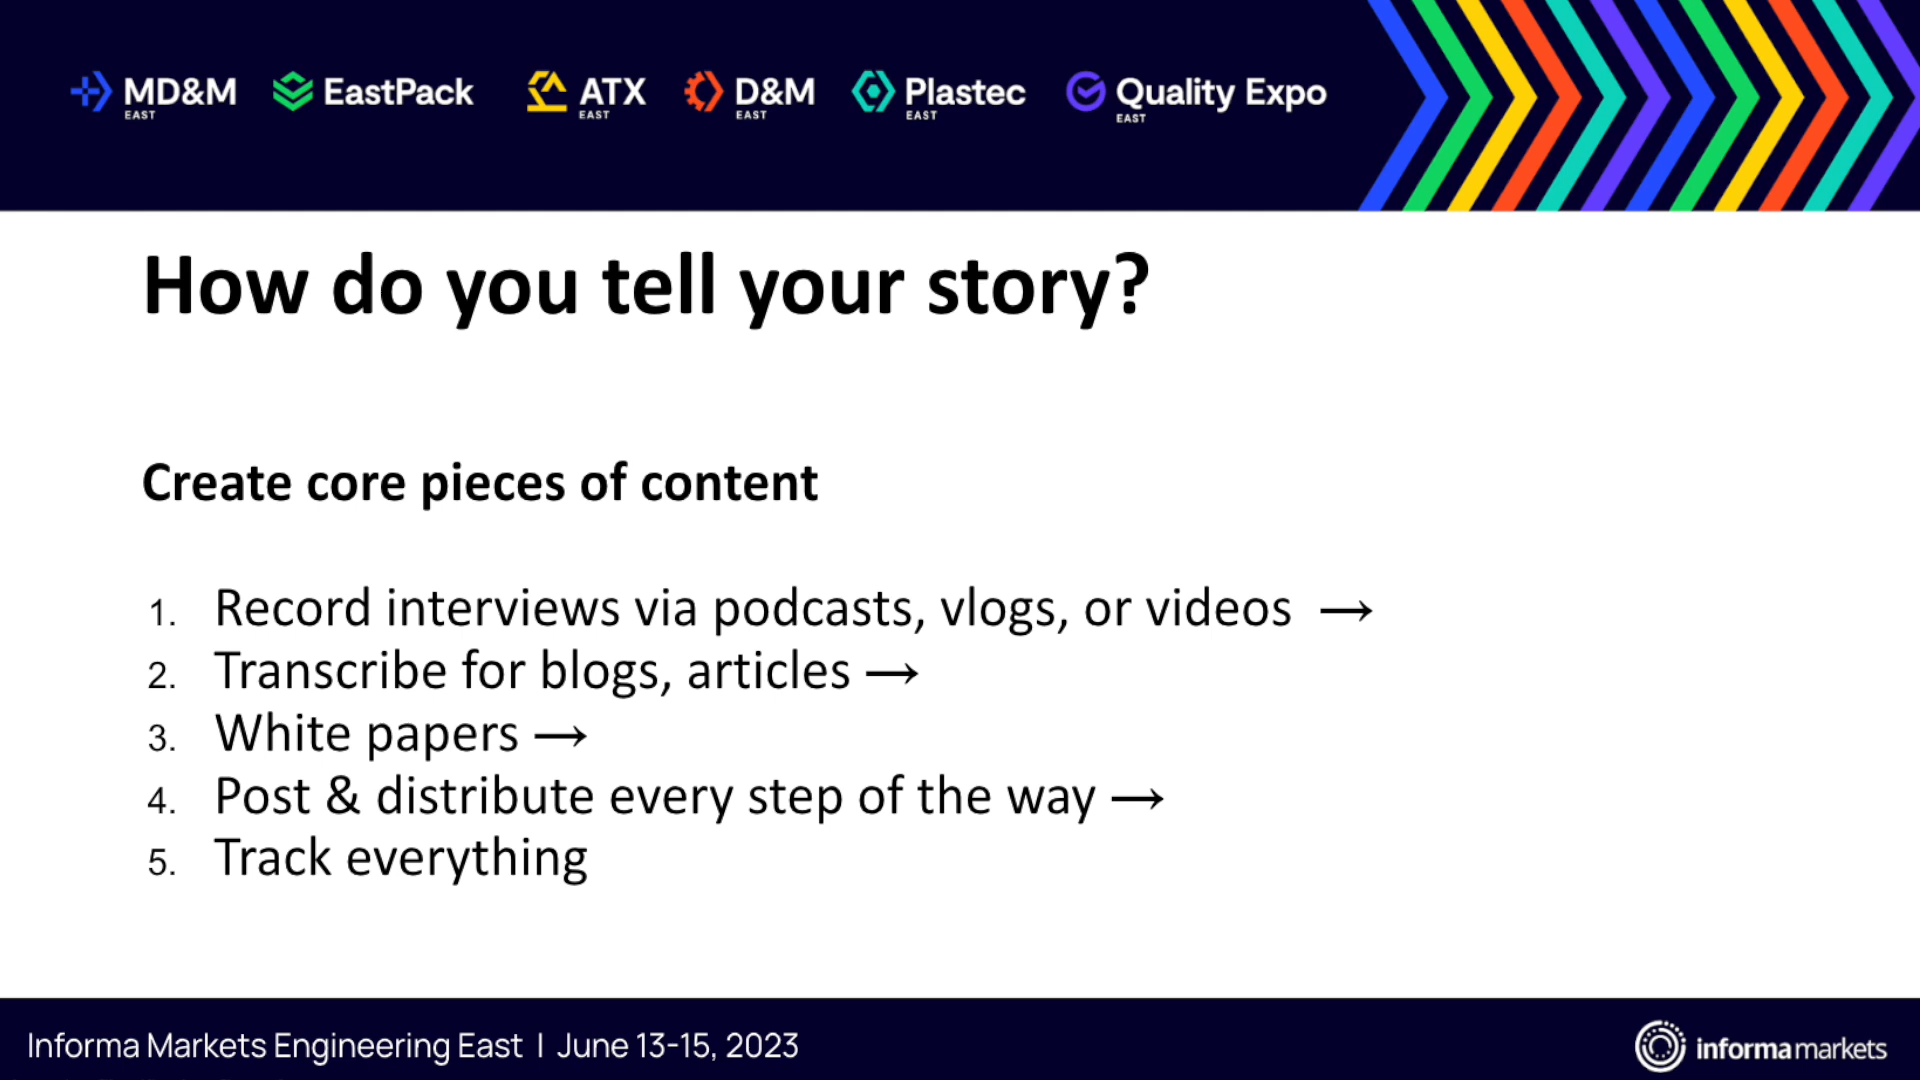 MD&M EAST EastPack ATX EAST D&M EAST Plastec EAST Quality Expo EAST
How do you tell your story?
Create core pieces of content
1. Record interviews via podcasts, vlogs, or videos →
2. Transcribe for blogs, articles →
3. White papers →
4. Post & distribute every step of the way →
5. Track everything
Informa Markets Engineering East | June 13-15, 2023
informa markets